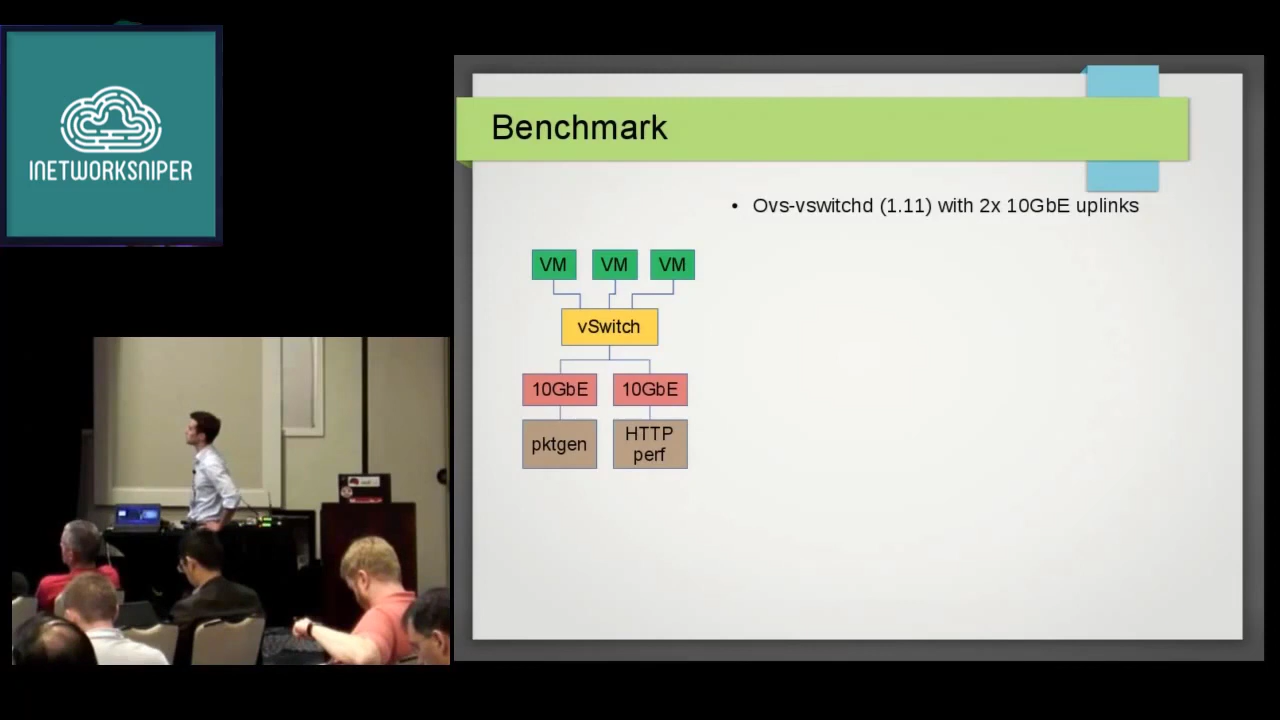 INETWORKSNIPER
Benchmark
• Ovs-vswitchd (1.11) with 2x 10GbE uplinks
VM VM VM
vSwitch
10GbE 10GbE
pktgen
HTTP
perf